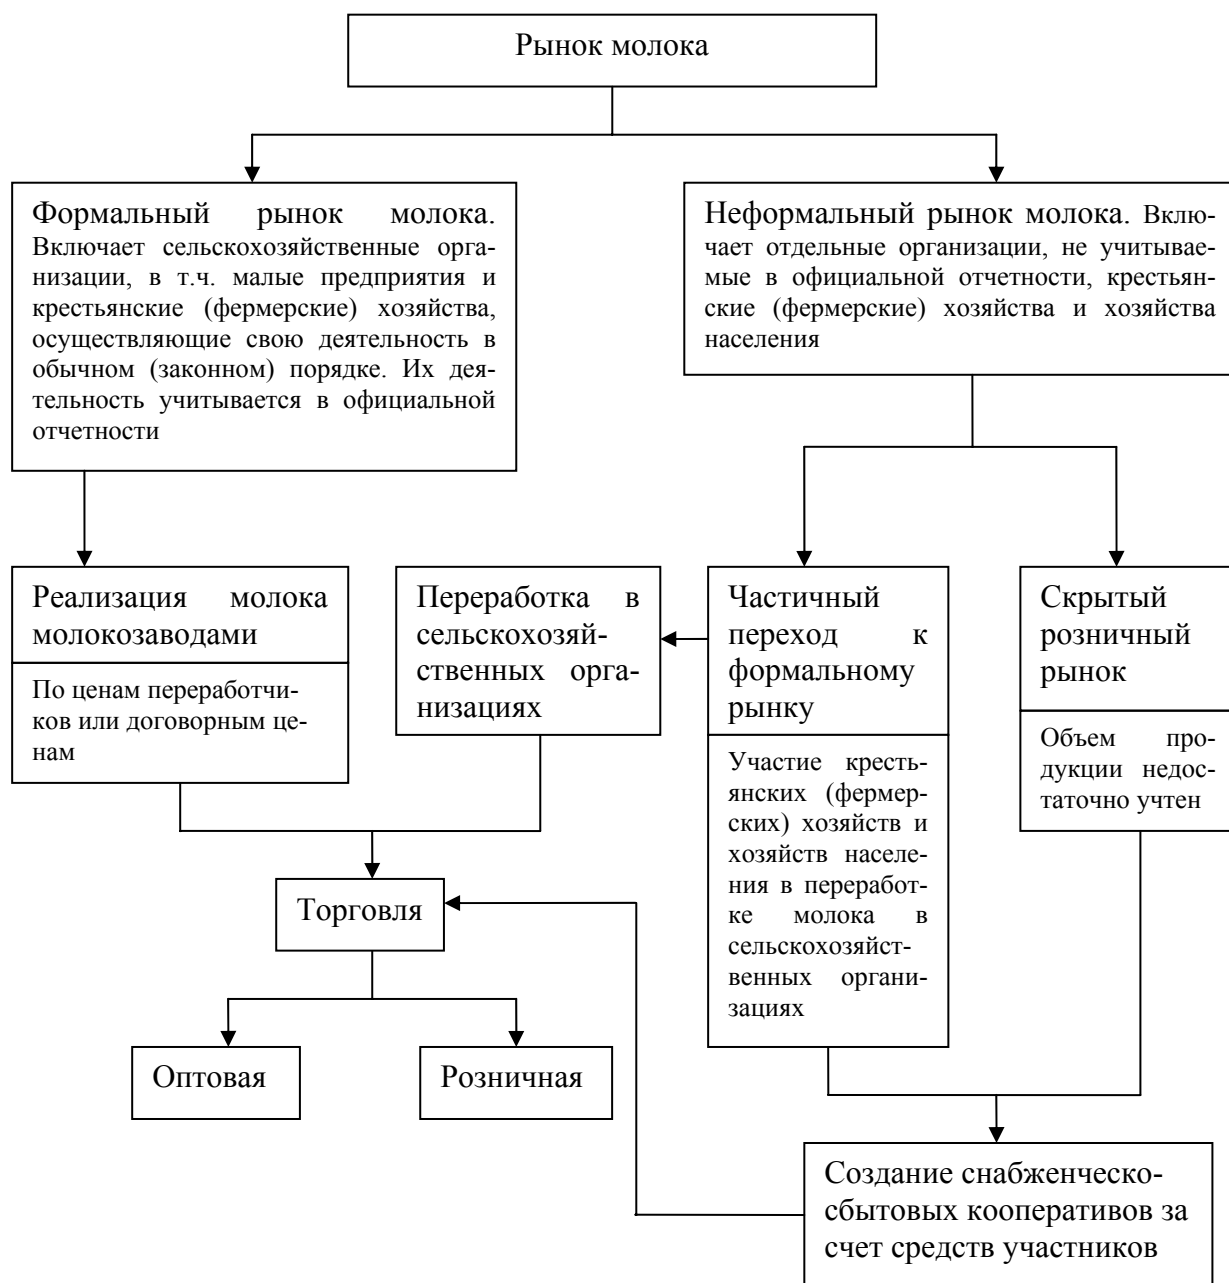 Рынок молока
Формальный рынок молока.
Включает сельскохозяйственные орга-
низации, в т.ч. малые предприятия и
крестьянские (фермерские) хозяйства,
осуществляющие свою деятельность в
обычном (законном) порядке. Их дея-
тельность учитывается в официальной
отчетности
Неформальный рынок молока. Вклю-
чает отдельные организации, не учитывае-
мые в официальной отчетности, крестьян-
ские (фермерские) хозяйства и хозяйства
населения
Реализация молока
молокозаводами
По ценам переработчи-
ков или договорным це-
нам
Переработка в
сельскохозяй-
ственных орга-
низациях
Частичный
переход к
формальному
рынку
Участие кресть-
янских (фермер-
ских) хозяйств и
хозяйств населе-
ния в переработ-
ке молока в
сельскохозяйст-
венных органи-
зациях
Скрытый
розничный
рынок
Объем про-
дукции недос-
таточно учтен
Торговля
Оптовая
Розничная
Создание снабженческо-
сбытовых кооперативов за
счет средств участников